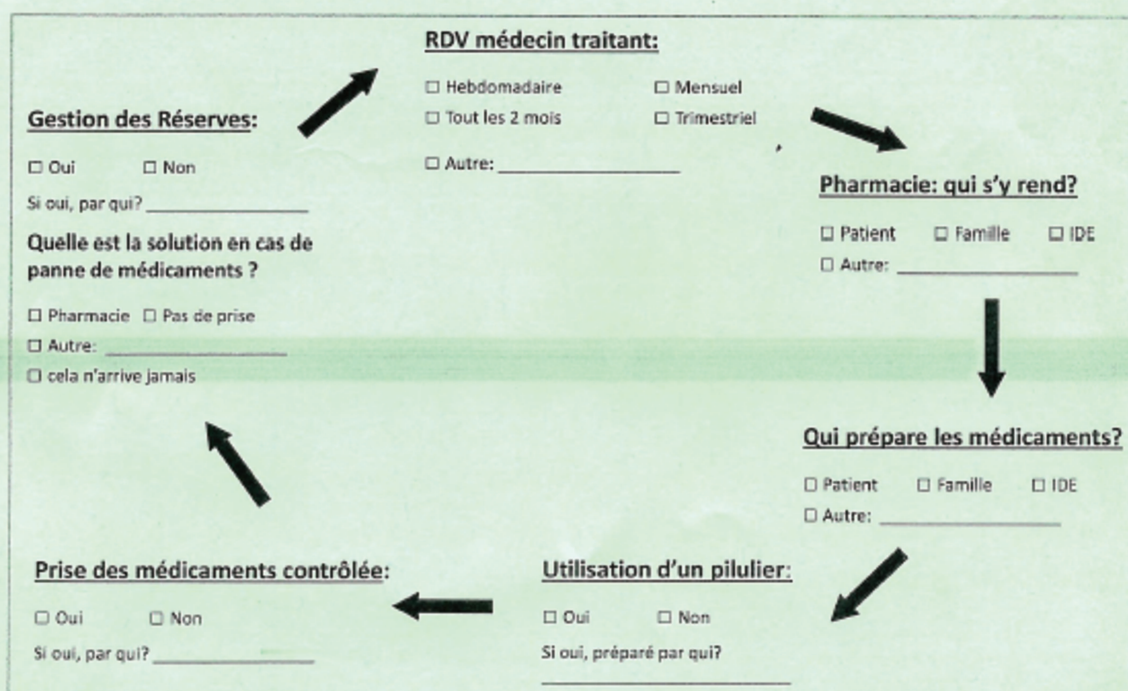 RDV médecin traitant:
☐ Hebdomadaire ☐ Mensuel
☐ Tout les 2 mois ☐ Trimestriel
☐ Autre:
Pharmacie: qui s'y rend?
☐ Patient ☐ Famille ☐ IDE
☐ Autre:
Qui prépare les médicaments?
☐ Patient ☐ Famille ☐ IDE
☐ Autre:
Utilisation d'un pilulier:
☐ Oui ☐ Non
Si oui, préparé par qui?
Prise des médicaments contrôlée:
☐ Oui ☐ Non
Si oui, par qui?
Gestion des Réserves:
☐ Oui ☐ Non
Si oui, par qui?
Quelle est la solution en cas de
panne de médicaments ?
☐ Pharmacie ☐ Pas de prise
☐ Autre:
☐ cela n'arrive jamais